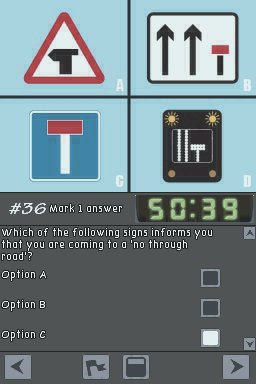 A
B
C
D
#36 Mark 1 answer
50:39
Which of the following signs informs you
that you are coming to a 'no through
road'?
Option A
Option B
Option C